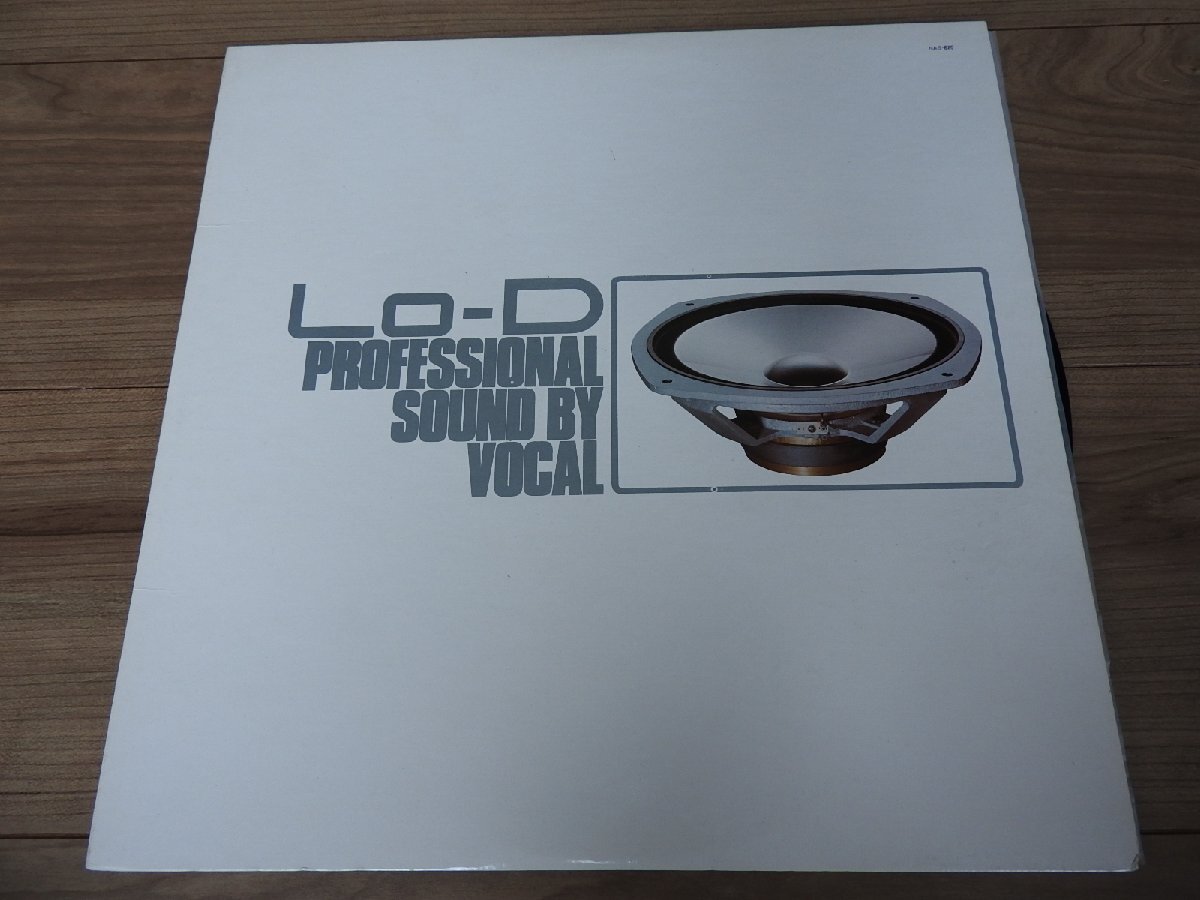 Lo-D
PROFESSIONAL
SOUND BY
VOCAL